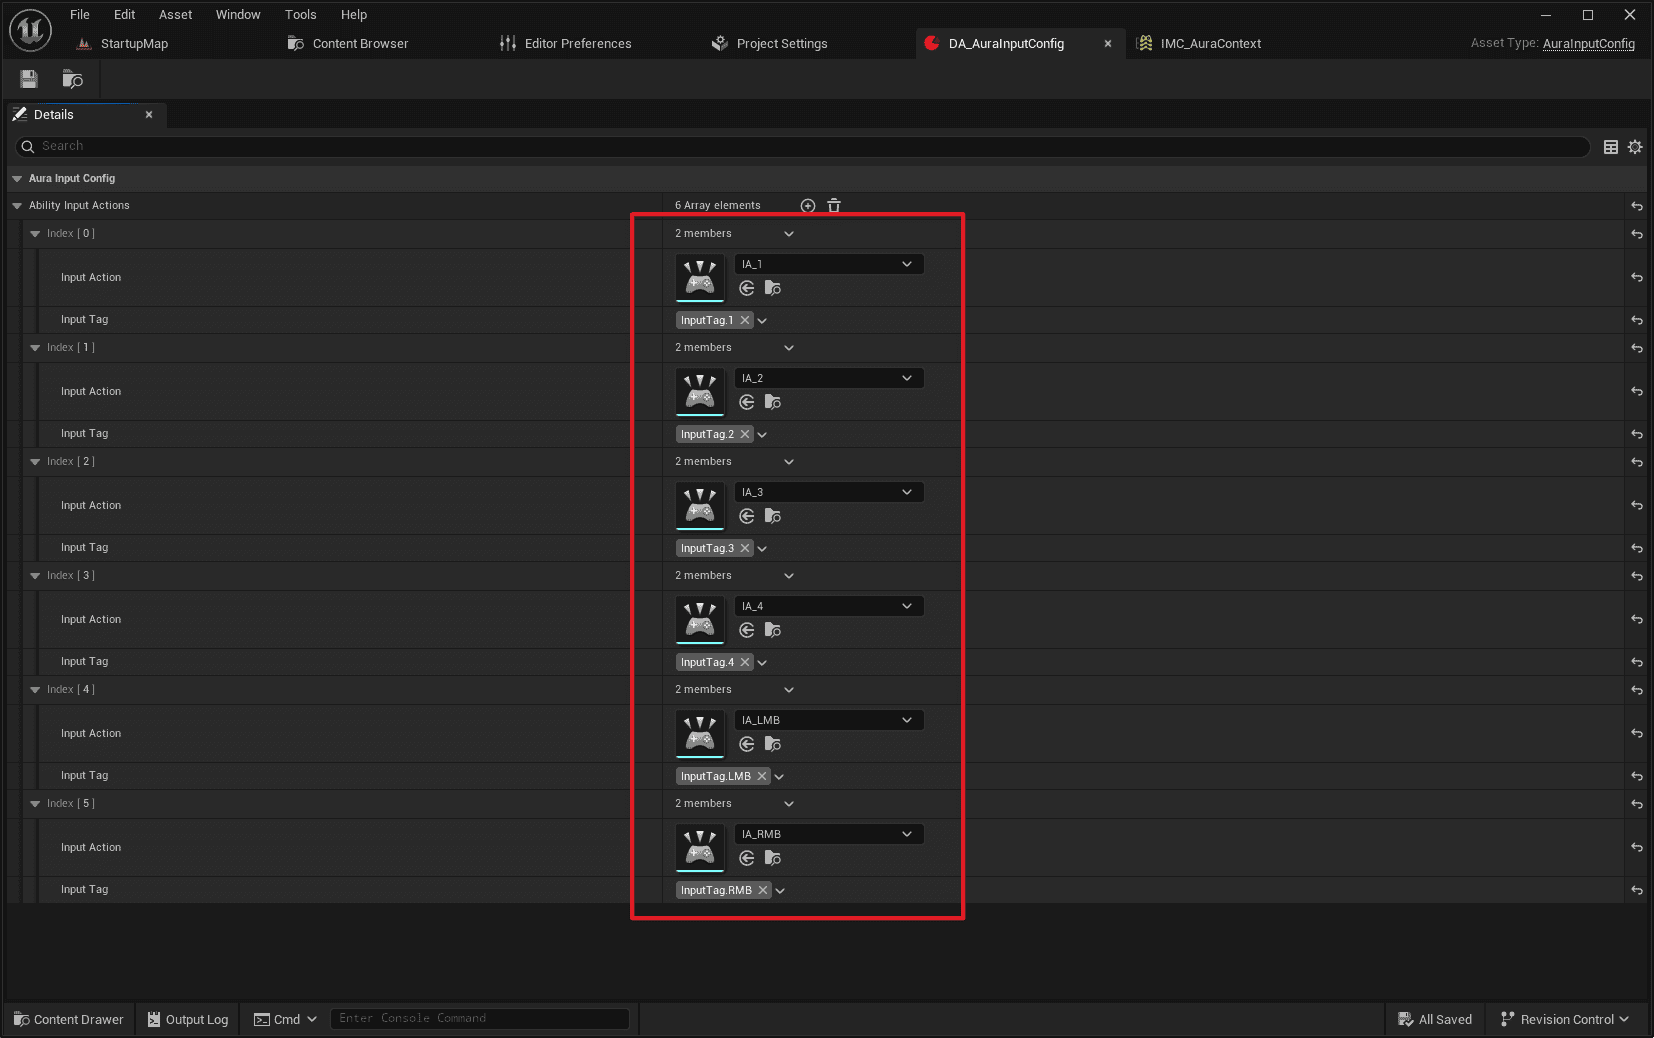 File Edit Asset Window Tools Help
StartupMap Content Browser Editor Preferences Project Settings DA_AuraInputConfig IMC_AuraContext Asset Type: AuraInputConfig
Details
Search
Aura Input Config
Ability Input Actions 6 Array elements
Index [ 0 ] 2 members
Input Action IA_1
Input Tag InputTag.1
Index [ 1 ] 2 members
Input Action IA_2
Input Tag InputTag.2
Index [ 2 ] 2 members
Input Action IA_3
Input Tag InputTag.3
Index [ 3 ] 2 members
Input Action IA_4
Input Tag InputTag.4
Index [ 4 ] 2 members
Input Action IA_LMB
Input Tag InputTag.LMB
Index [ 5 ] 2 members
Input Action IA_RMB
Input Tag InputTag.RMB
Content Drawer Output Log Cmd Enter Console Command All Saved Revision Control